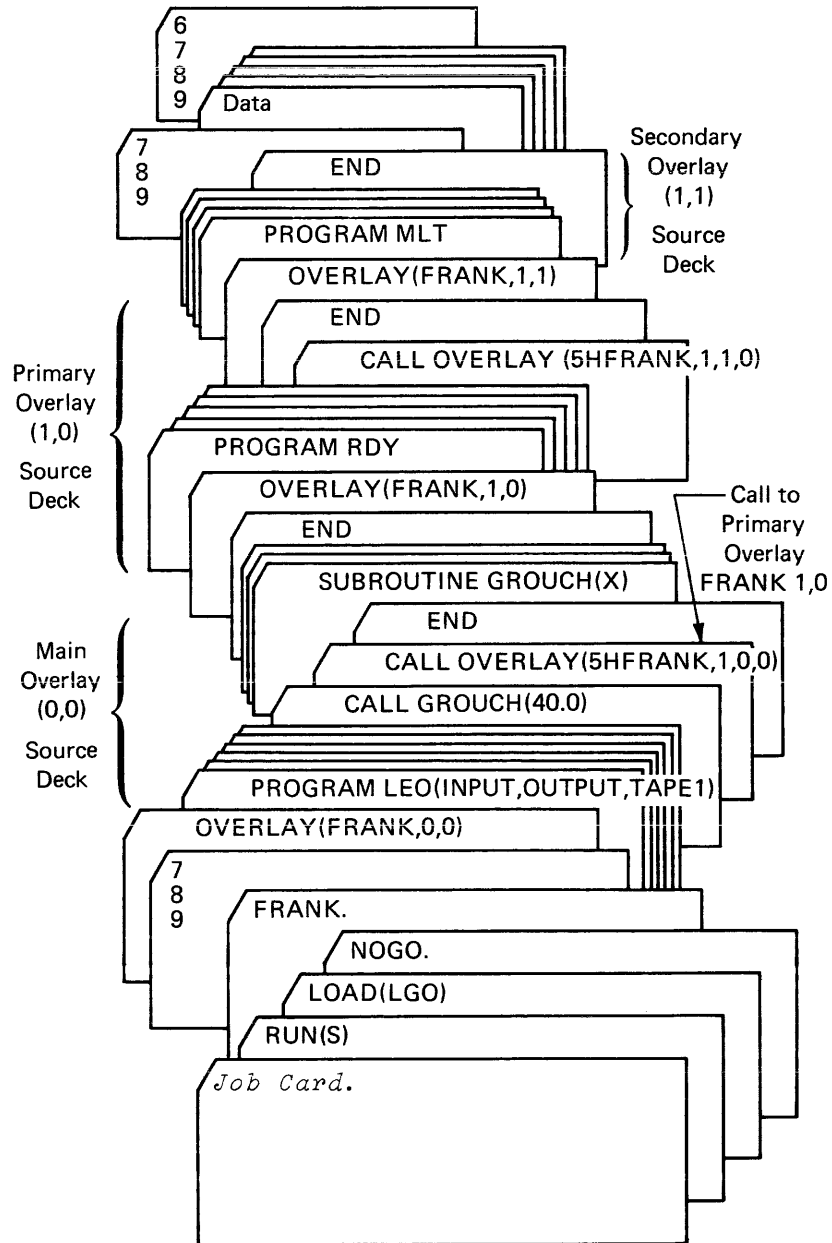 6
7
8
9
Data
7
8
9
END
Secondary
Overlay
(1,1)
Source
Deck
PROGRAM MLT
OVERLAY(FRANK,1,1)
END
CALL OVERLAY (5HFRANK,1,1,0)
Primary
Overlay
(1,0)
Source
Deck
PROGRAM RDY
OVERLAY(FRANK,1,0)
END
Call to
Primary
Overlay
FRANK 1,0
SUBROUTINE GROUCH(X)
END
CALL OVERLAY(5HFRANK,1,0,0)
CALL GROUCH(40.0)
Main
Overlay
(0,0)
Source
Deck
PROGRAM LEO(INPUT,OUTPUT,TAPE1)
OVERLAY(FRANK,0,0)
7
8
9
FRANK.
NOGO.
LOAD(LGO)
RUN(S)
Job Card.